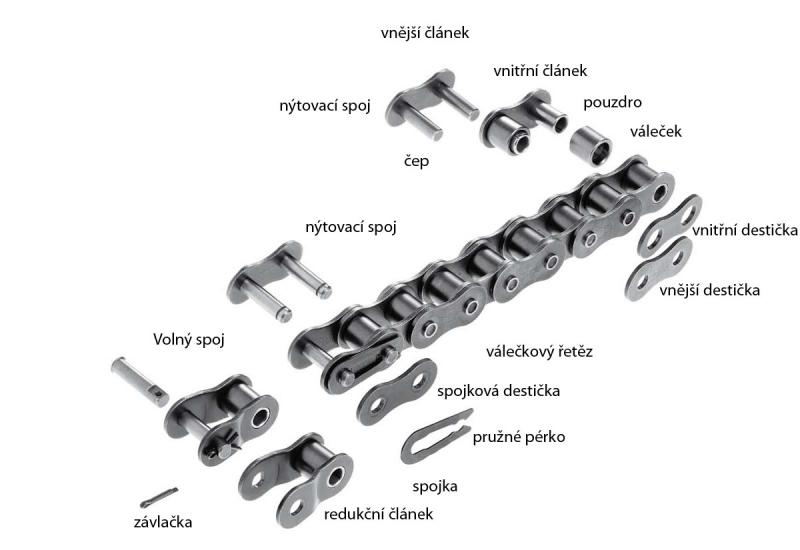 vnější článek
vnitřní článek
nýtovací spoj
pouzdro
váleček
čep
nýtovací spoj
vnitřní destička
vnější destička
Volný spoj
válečkový řetěz
spojková destička
pružné pérko
spojka
redukční článek
závlačka